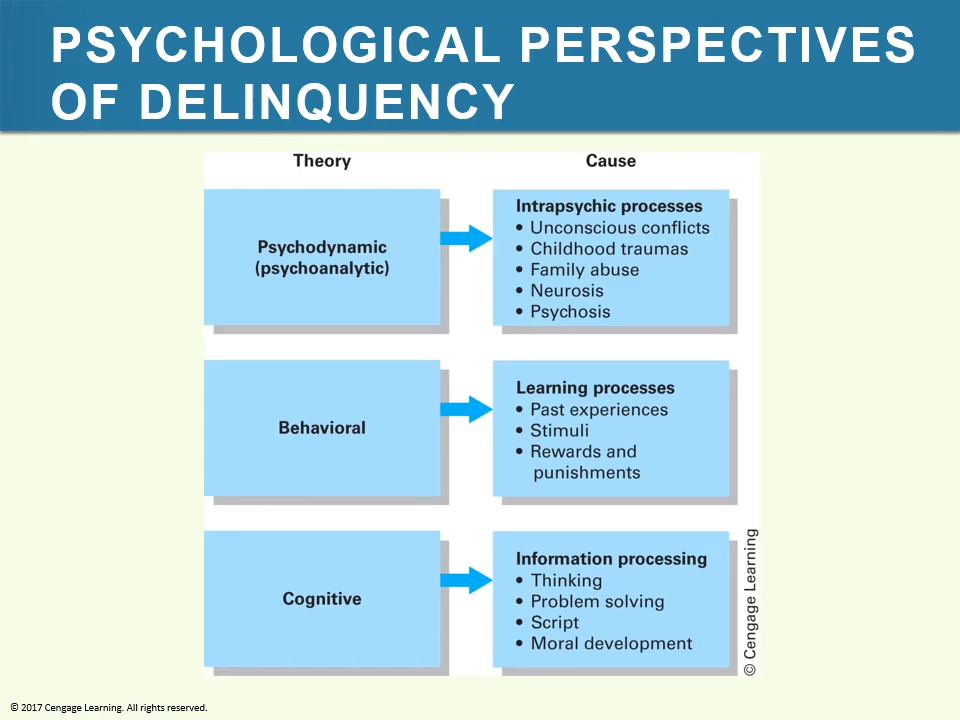 PSYCHOLOGICAL PERSPECTIVES
OF DELINQUENCY
Theory
Cause
Psychodynamic
(psychoanalytic)
Intrapsychic processes
• Unconscious conflicts
• Childhood traumas
• Family abuse
• Neurosis
• Psychosis
Behavioral
Learning processes
• Past experiences
• Stimuli
• Rewards and
punishments
Cognitive
Information processing
• Thinking
• Problem solving
• Script
• Moral development
© Cengage Learning
© 2017 Cengage Learning. All rights reserved.